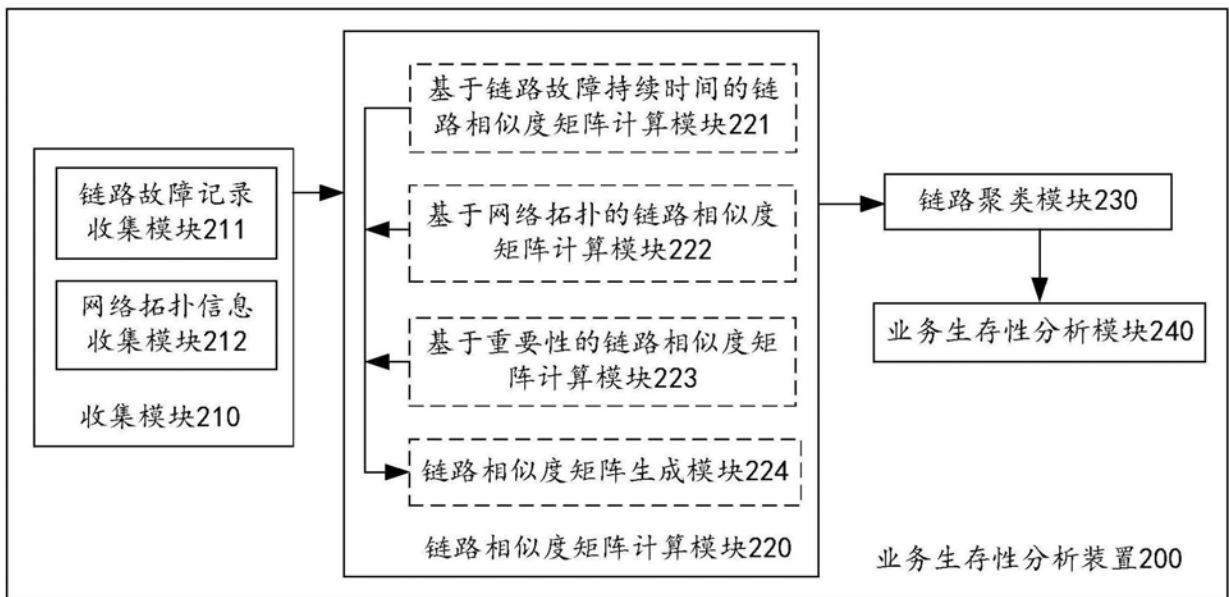 链路故障记录
收集模块211
网络拓扑信息
收集模块212
收集模块210
基于链路故障持续时间的链
路相似度矩阵计算模块221
基于网络拓扑的链路相似度
矩阵计算模块222
基于重要性的链路相似度矩
阵计算模块223
链路相似度矩阵生成模块224
链路相似度矩阵计算模块220
链路聚类模块230
业务生存性分析模块240
业务生存性分析装置200